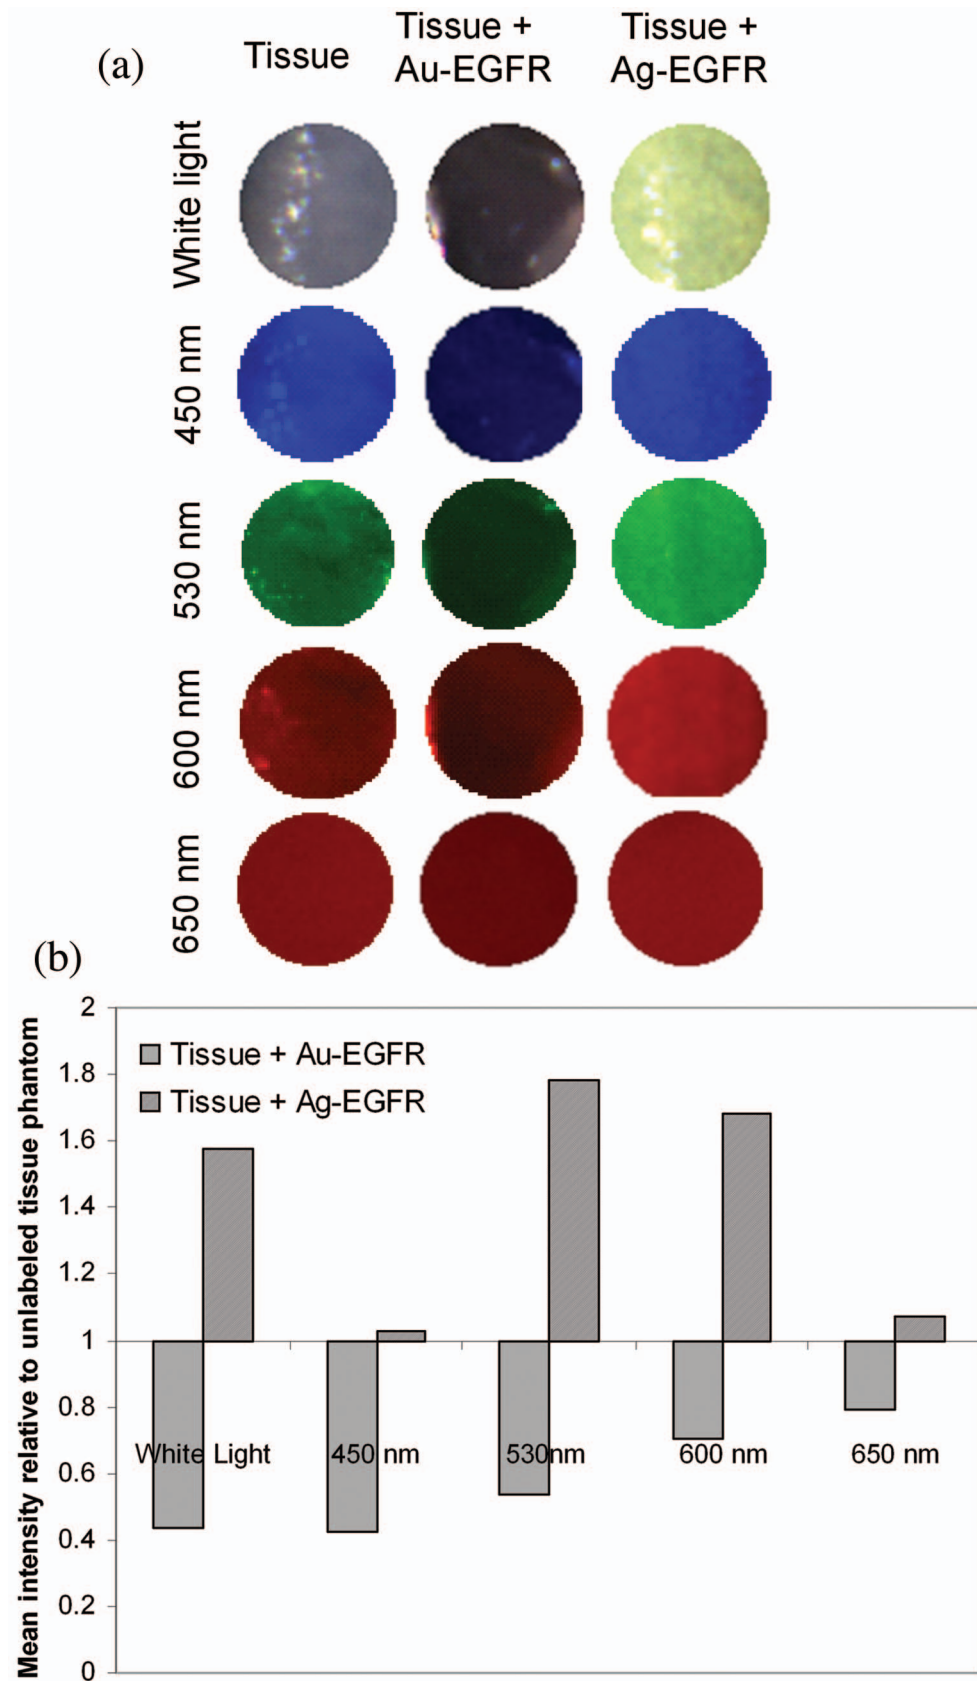 (a)
Tissue
Tissue +
Au-EGFR
Tissue +
Ag-EGFR
White light
450 nm
530 nm
600 nm
650 nm
(b)
Mean intensity relative to unlabeled tissue phantom
2
1.8
1.6
1.4
1.2
1
0.8
0.6
0.4
0.2
0
Tissue + Au-EGFR
Tissue + Ag-EGFR
White Light
450 nm
530nm
600 nm
650 nm